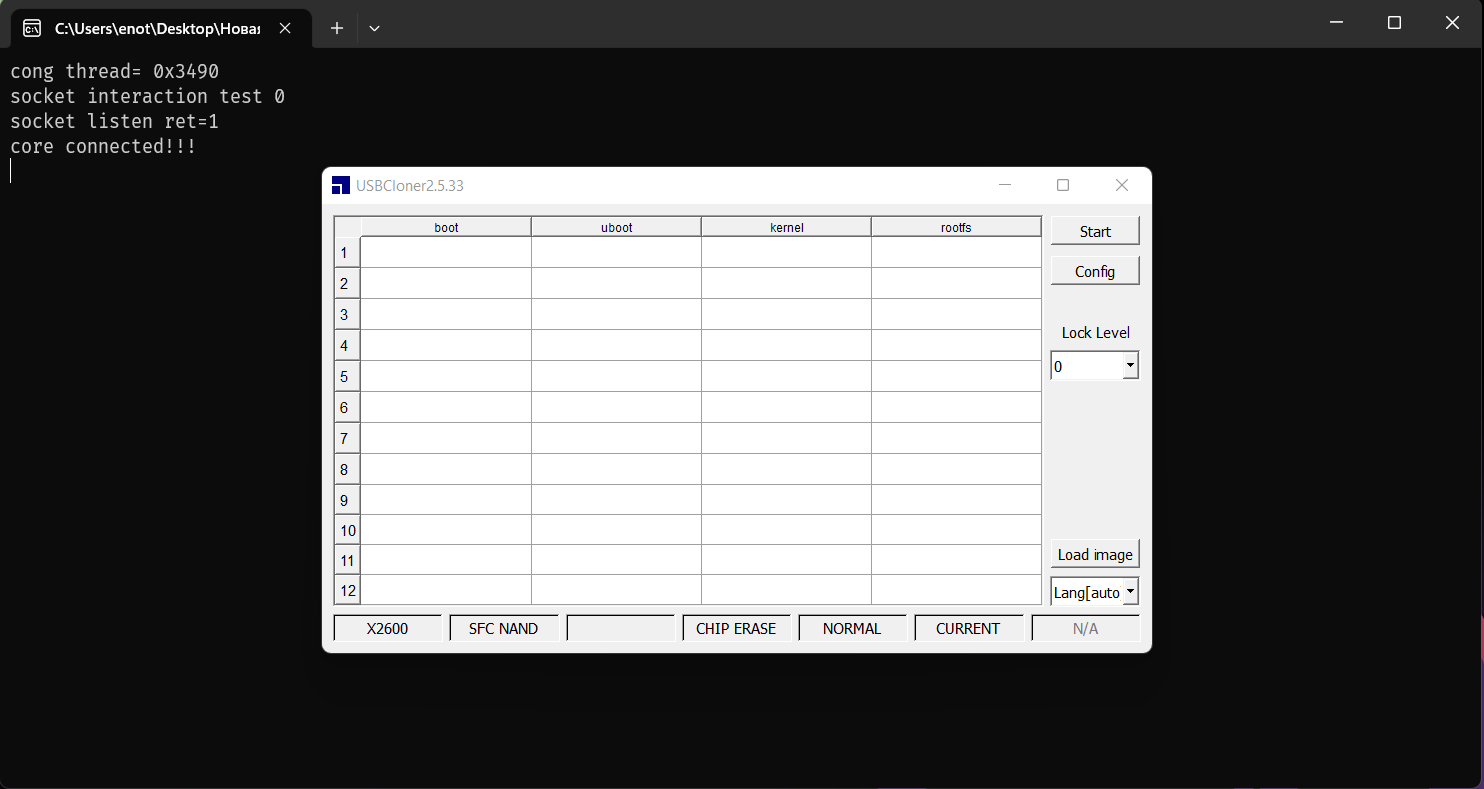 C:\Users\enot\Desktop\Новая
cong thread= 0x3490
socket interaction test 0
socket listen ret=1
core connected!!!
USBCloner2.5.33
boot uboot kernel rootfs
1
2
3
4
5
6
7
8
9
10
11
12
Start
Config
Lock Level
0
Load image
Lang[auto
X2600 SFC NAND CHIP ERASE NORMAL CURRENT N/A